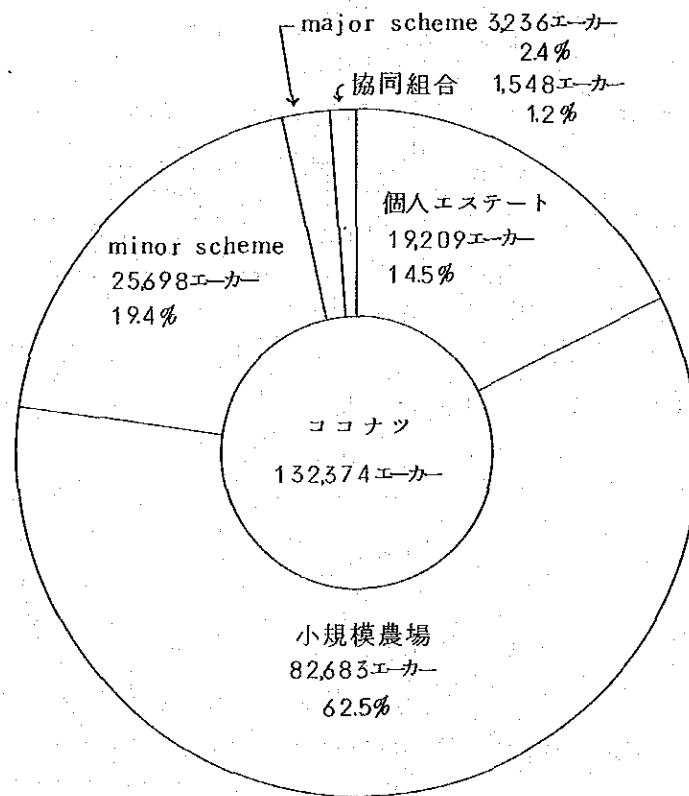 major scheme 3,236エーカー
2.4%
協同組合 1,548エーカー
1.2%
個人エステート
19,209エーカー
14.5%
minor scheme
25,698エーカー
19.4%
ココナツ
132,374エーカー
小規模農場
82,683エーカー
62.5%